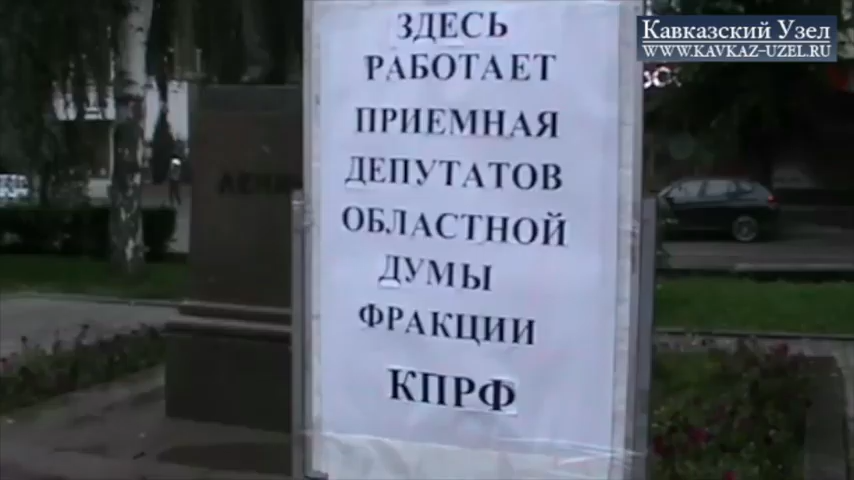 Кавказский Узел
WWW.KAVKAZ-UZEL.RU
ЗДЕСЬ
РАБОТАЕТ
ПРИЕМНАЯ
ДЕПУТАТОВ
ОБЛАСТНОЙ
ДУМЫ
ФРАКЦИИ
КПРФ